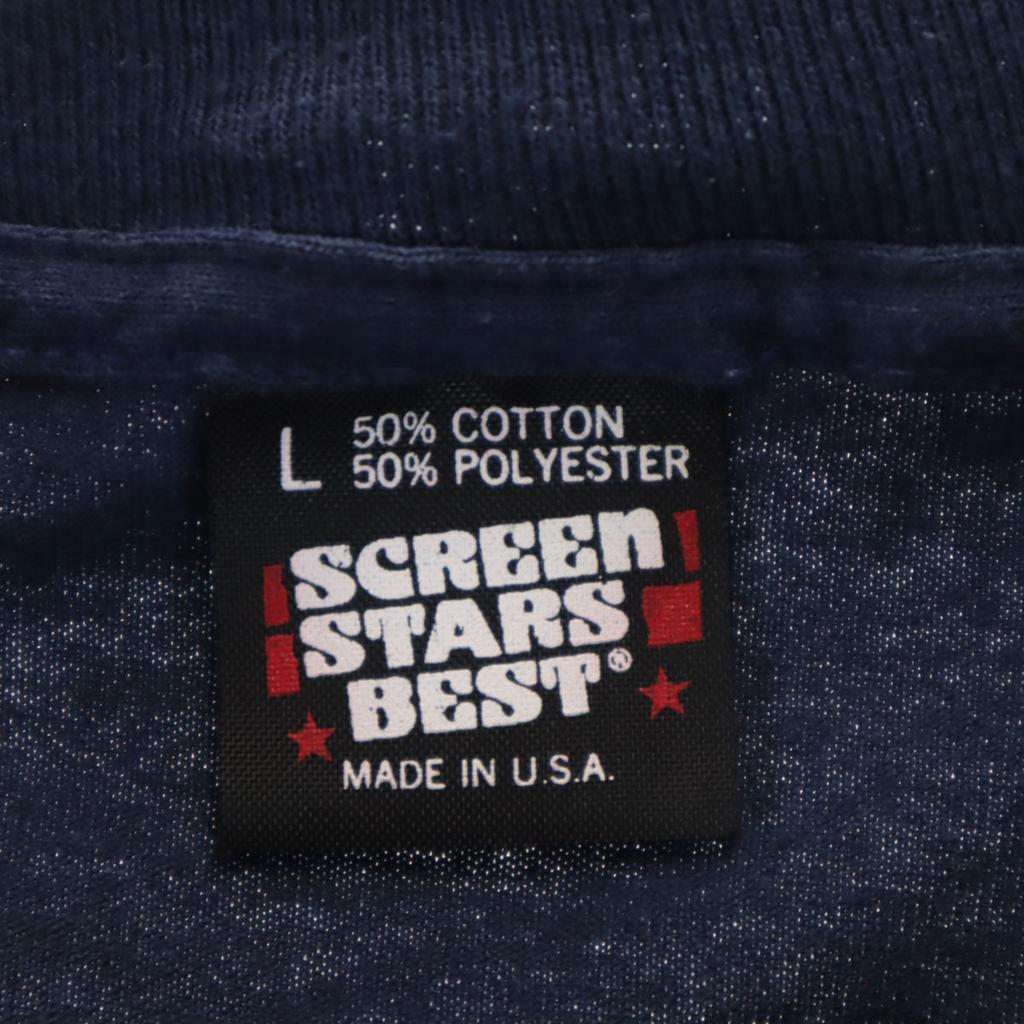 L 50% COTTON
50% POLYESTER
SCREEN
STARS
BEST®
MADE IN U.S.A.